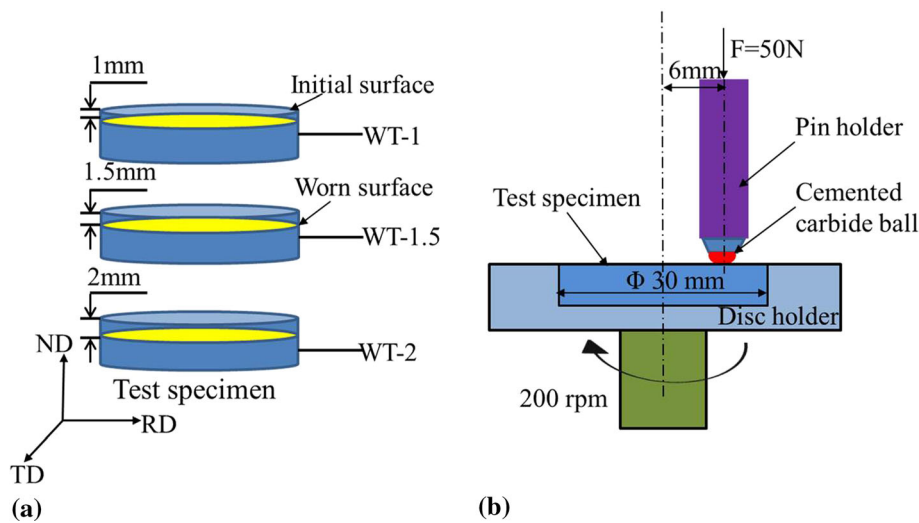 1mm
Initial surface
WT-1
1.5mm
Worn surface
WT-1.5
2mm
ND
WT-2
Test specimen
RD
TD
(a)
F=50N
6mm
Pin holder
Test specimen
Cemented
carbide ball
Φ 30 mm
Disc holder
200 rpm
(b)